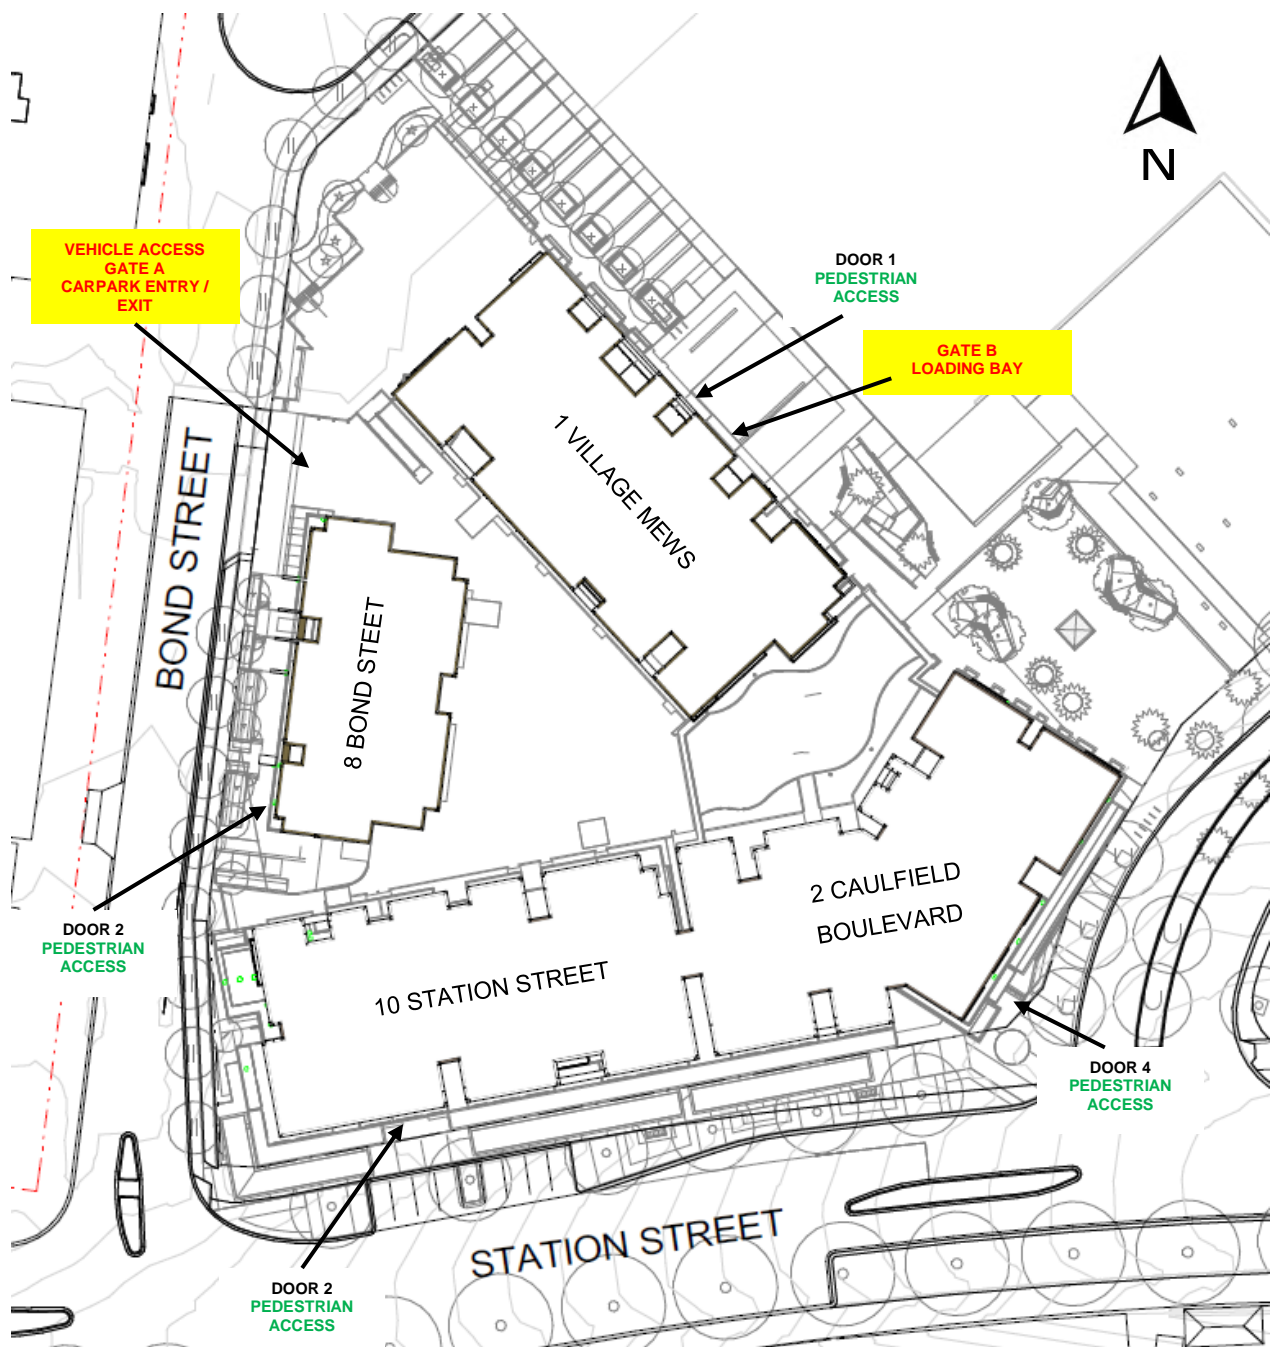 N
VEHICLE ACCESS
GATE A
CARPARK ENTRY /
EXIT
DOOR 1
PEDESTRIAN
ACCESS
GATE B
LOADING BAY
1 VILLAGE MEWS
BOND STREET
8 BOND STEET
2 CAULFIELD
BOULEVARD
DOOR 2
PEDESTRIAN
ACCESS
10 STATION STREET
DOOR 4
PEDESTRIAN
ACCESS
STATION STREET
DOOR 2
PEDESTRIAN
ACCESS